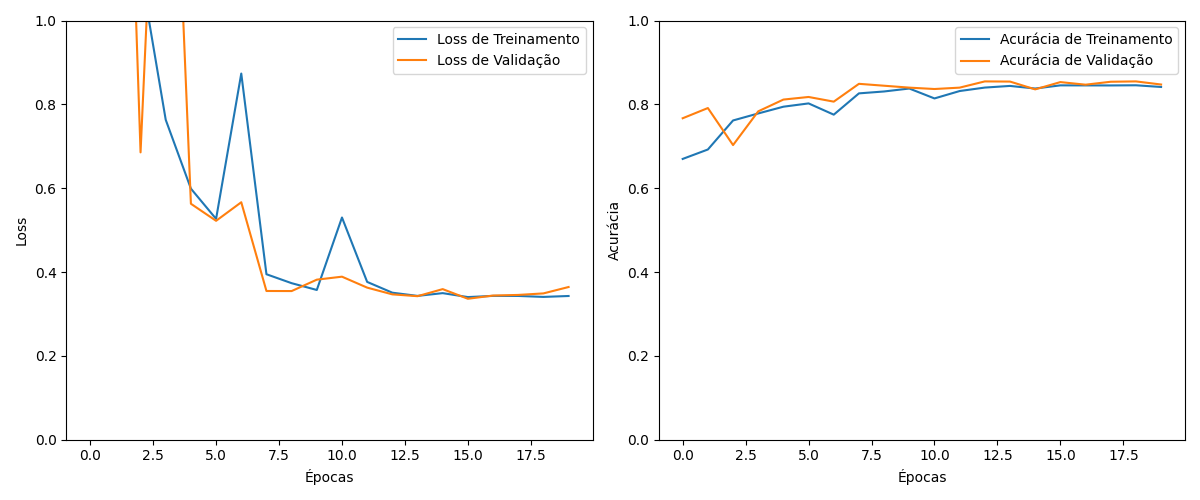 1.0
0.8
0.6
0.4
0.2
0.0
Loss
0.0 2.5 5.0 7.5 10.0 12.5 15.0 17.5
Épocas
Loss de Treinamento
Loss de Validação
1.0
0.8
0.6
0.4
0.2
0.0
Acurácia
0.0 2.5 5.0 7.5 10.0 12.5 15.0 17.5
Épocas
Acurácia de Treinamento
Acurácia de Validação